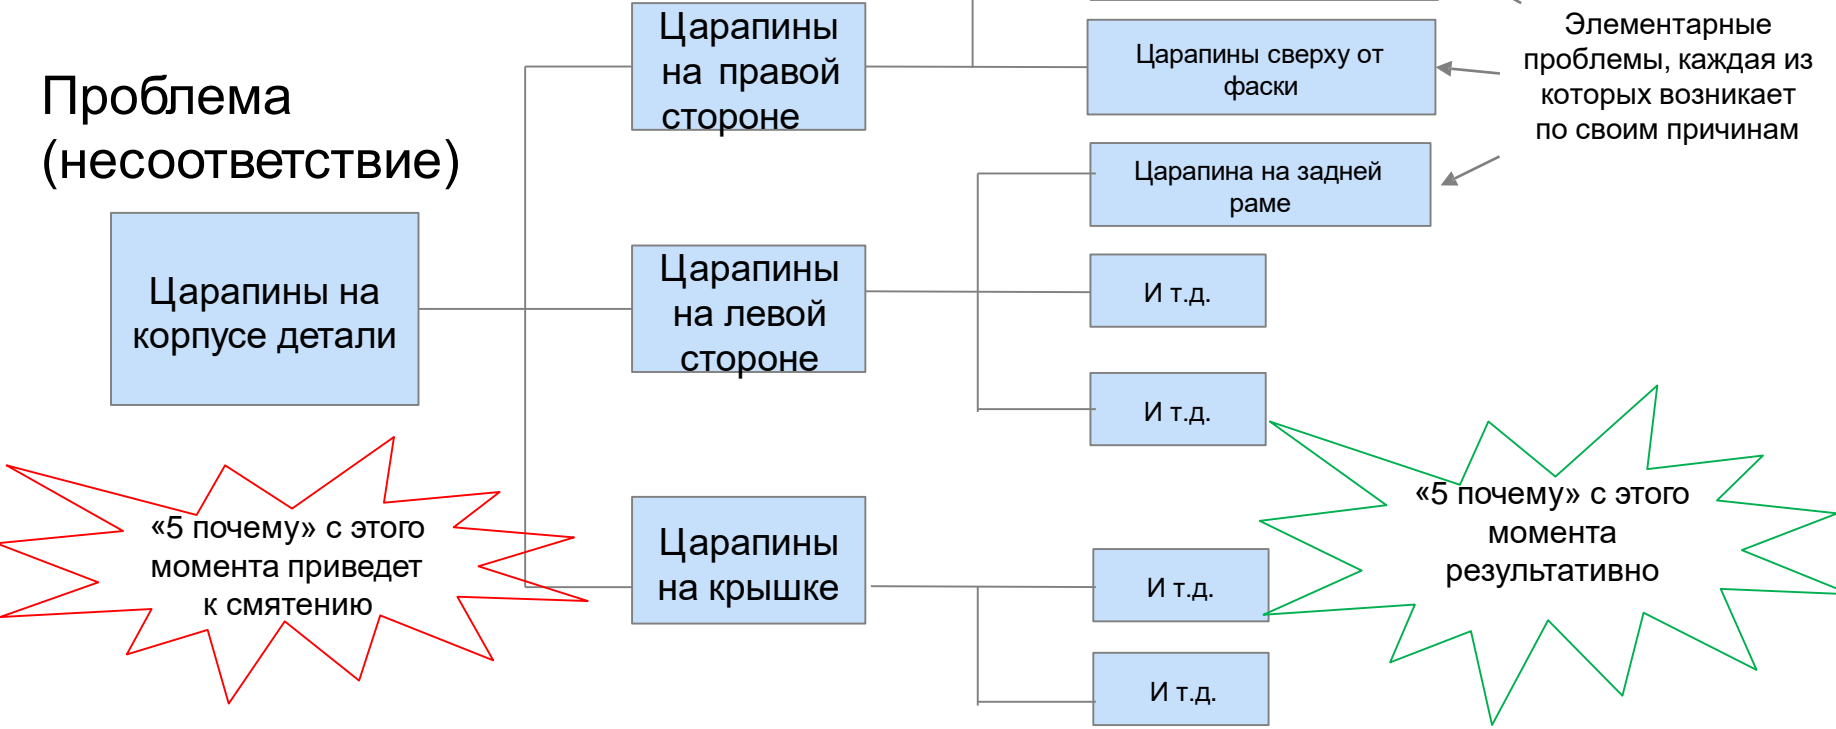 Проблема
(несоответствие)
Царапины на
корпусе детали
«5 почему» с этого
момента приведет
к смятению
Царапины
на правой
стороне
Царапины
на левой
стороне
Царапины
на крышке
Царапины сверху от
фаски
Царапина на задней
раме
И т.д.
И т.д.
И т.д.
И т.д.
Элементарные
проблемы, каждая из
которых возникает
по своим причинам
«5 почему» с этого
момента
результативно